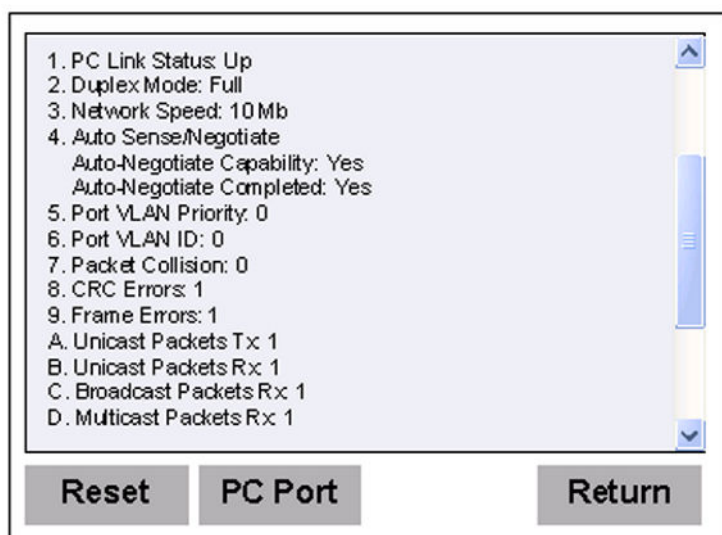 1. PC Link Status: Up
2. Duplex Mode: Full
3. Network Speed: 10Mb
4. Auto Sense/Negotiate
Auto-Negotiate Capability: Yes
Auto-Negotiate Completed: Yes
5. Port VLAN Priority: 0
6. Port VLAN ID: 0
7. Packet Collision: 0
8. CRC Errors: 1
9. Frame Errors: 1
A. Unicast Packets Tx: 1
B. Unicast Packets Rx: 1
C. Broadcast Packets Rx: 1
D. Multicast Packets Rx: 1
Reset PC Port Return